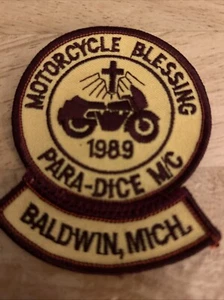 MOTORCYCLE BLESSING
1989
PARA-DICE M/C
BALDWIN, MICH.